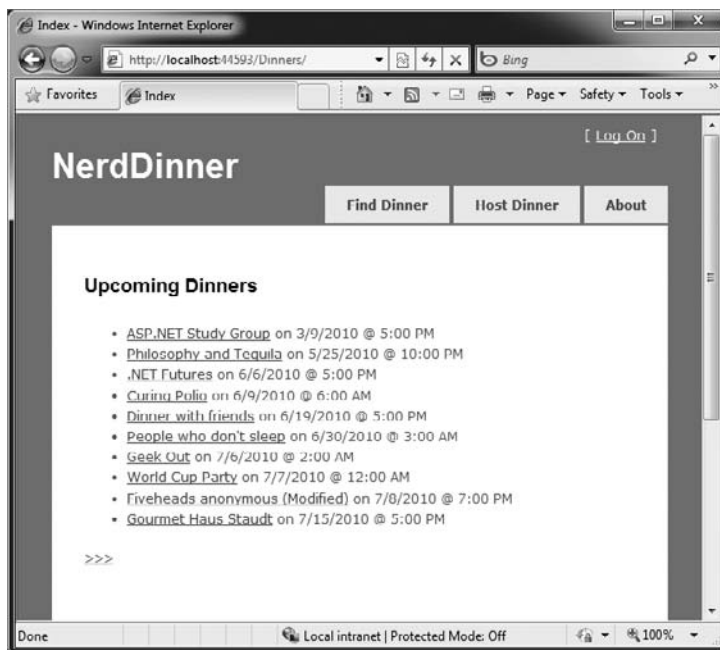 Index - Windows Internet Explorer
http://localhost:44593/Dinners/
Bing
Favorites
Index
Page
Safety
Tools
»
[ Log On ]
NerdDinner
Find Dinner
Host Dinner
About
Upcoming Dinners
• ASP.NET Study Group on 3/9/2010 @ 5:00 PM
• Philosophy and Tequila on 5/25/2010 @ 10:00 PM
• .NET Futures on 6/6/2010 @ 5:00 PM
• Curing Polio on 6/9/2010 @ 6:00 AM
• Dinner with friends on 6/19/2010 @ 5:00 PM
• People who don't sleep on 6/30/2010 @ 3:00 AM
• Geek Out on 7/6/2010 @ 2:00 AM
• World Cup Party on 7/7/2010 @ 12:00 AM
• Fiveheads anonymous (Modified) on 7/8/2010 @ 7:00 PM
• Gourmet Haus Staudt on 7/15/2010 @ 5:00 PM
>>>
Done
Local intranet | Protected Mode: Off
100%